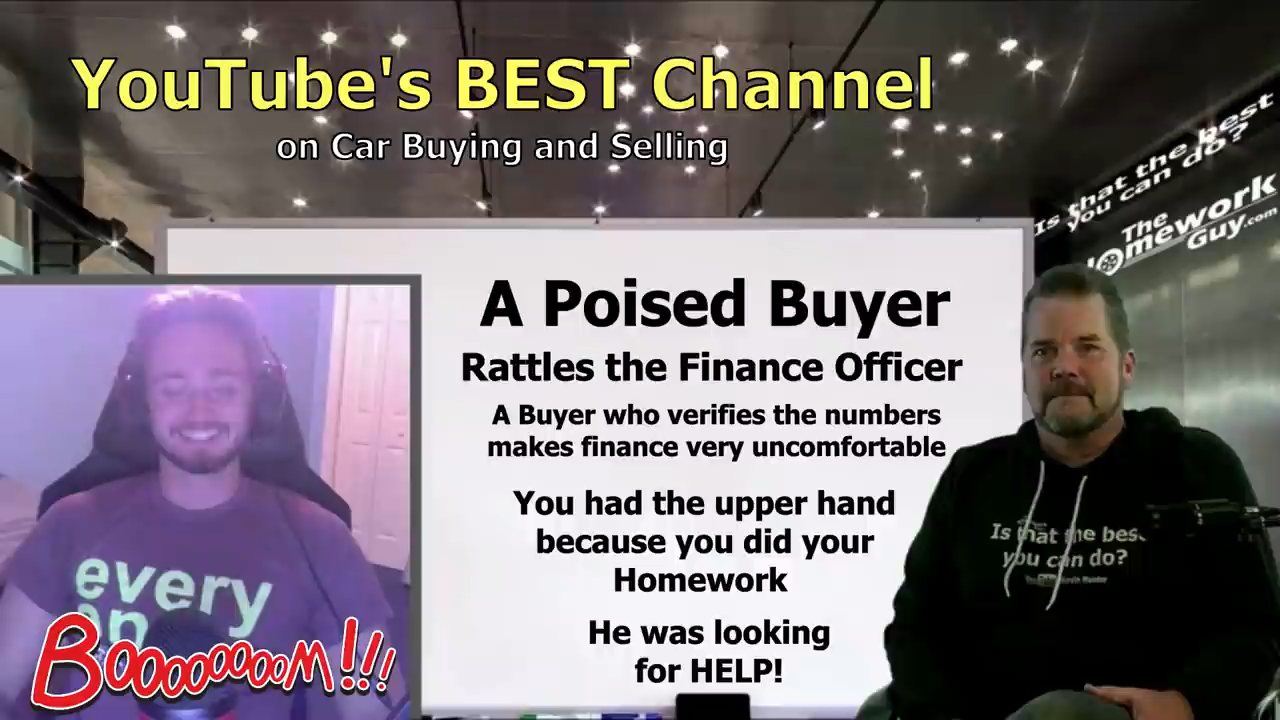 YouTube's BEST Channel
on Car Buying and Selling
Is that the best
you can do?
The
Homework
Guy.com
A Poised Buyer
Rattles the Finance Officer
A Buyer who verifies the numbers
makes finance very uncomfortable
You had the upper hand
because you did your
Homework
He was looking
for HELP!
every
BOOOOOOOOM!!!
Is that the bes
you can do?